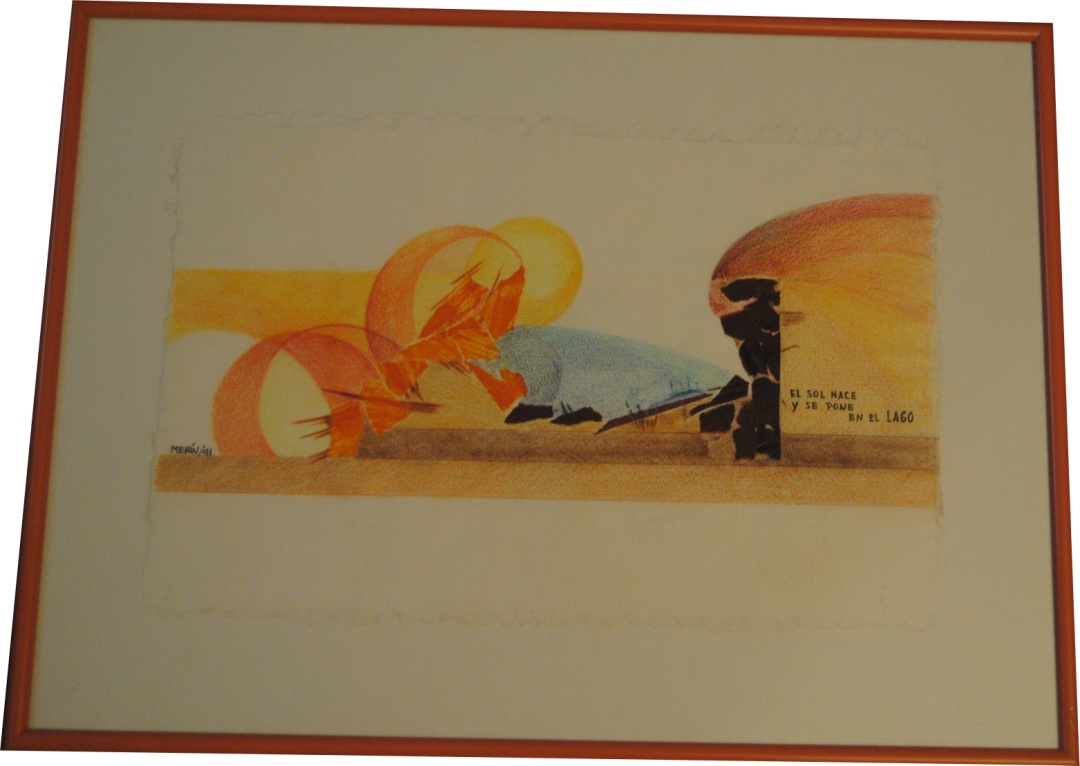 EL SOL NACE
Y SE PONE
EN EL LAGO
MERÍN/91